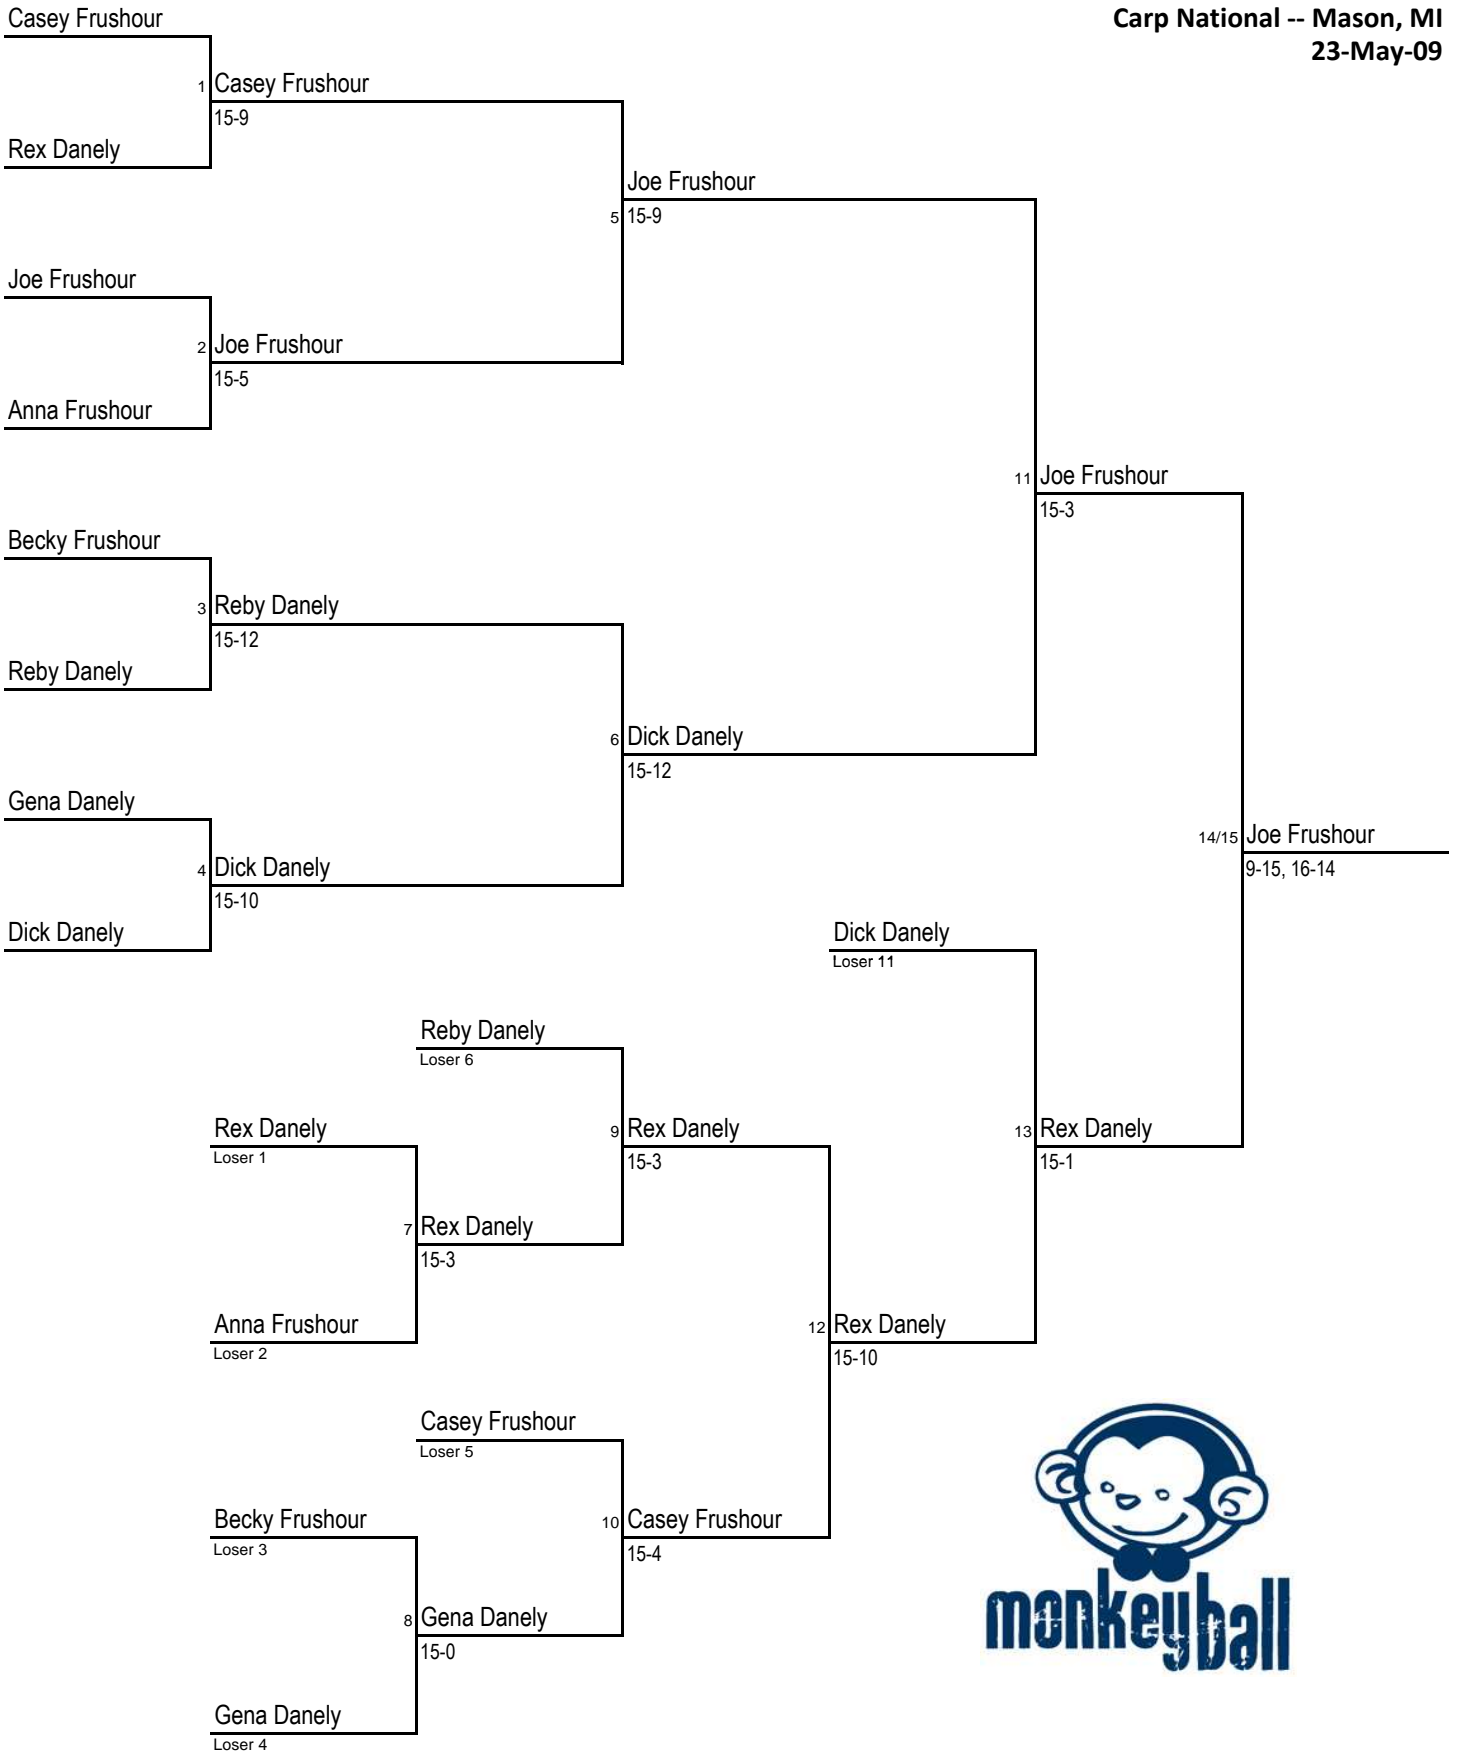 Casey Frushour
Carp National -- Mason, MI
23-May-09
1 Casey Frushour
15-9
Rex Danely
Joe Frushour
5 15-9
Joe Frushour
2 Joe Frushour
15-5
Anna Frushour
11 Joe Frushour
15-3
Becky Frushour
3 Reby Danely
15-12
Reby Danely
6 Dick Danely
15-12
Gena Danely
14/15 Joe Frushour
9-15, 16-14
4 Dick Danely
15-10
Dick Danely
Dick Danely
Loser 11
Reby Danely
Loser 6
Rex Danely
Loser 1
9 Rex Danely
15-3
13 Rex Danely
15-1
7 Rex Danely
15-3
Anna Frushour
Loser 2
12 Rex Danely
15-10
Casey Frushour
Loser 5
Becky Frushour
Loser 3
10 Casey Frushour
15-4
8 Gena Danely
15-0
monkeyball
Gena Danely
Loser 4